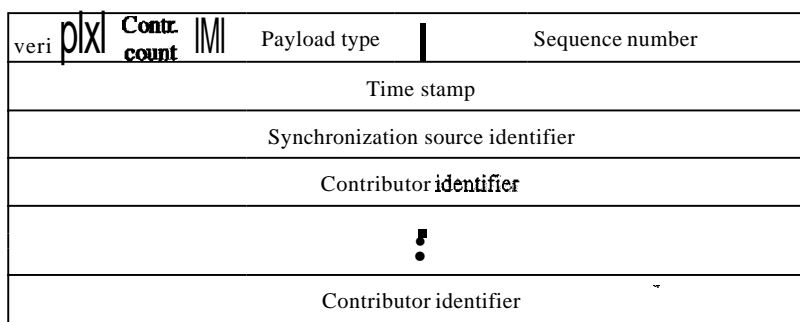 veri p|x| Contr. count |M| Payload type Sequence number
Time stamp
Synchronization source identifier
Contributor identifier
Contributor identifier